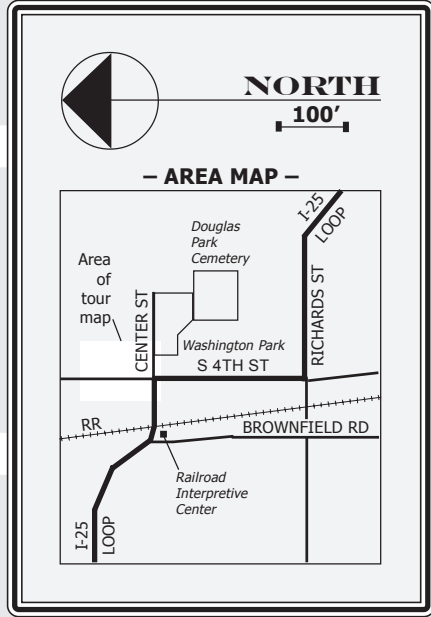 NORTH
100’
– AREA MAP –
I-25
LOOP
Douglas
Park
Cemetery
Area
of
tour
map
CENTER ST
RICHARDS ST
Washington Park
S 4TH ST
RR
BROWNFIELD RD
Railroad
Interpretive
Center
I-25
LOOP